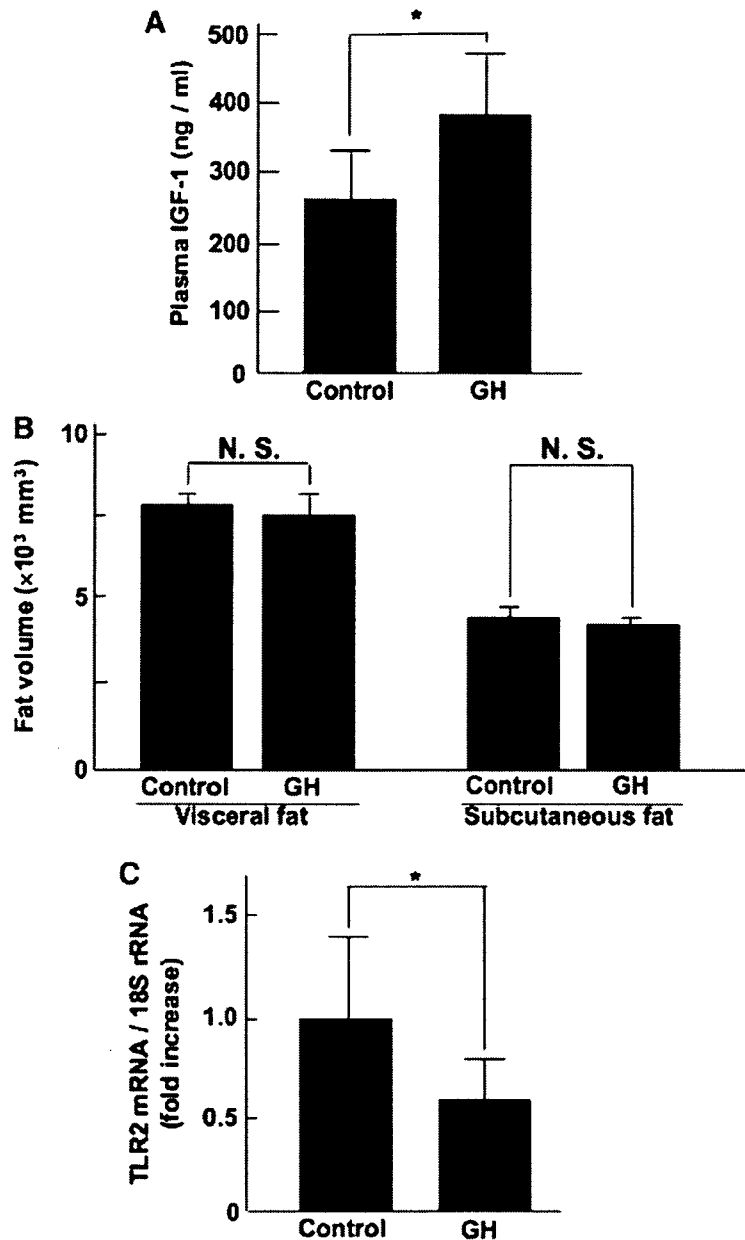 A
*
500
400
300
200
100
0
Plasma IGF-1 (ng / ml)
Control
GH
B
10
5
0
Fat volume (×10³ mm³)
N. S.
N. S.
Control
GH
Control
GH
Visceral fat
Subcutaneous fat
C
*
1.5
1.0
0.5
0
TLR2 mRNA / 18S rRNA
(fold increase)
Control
GH